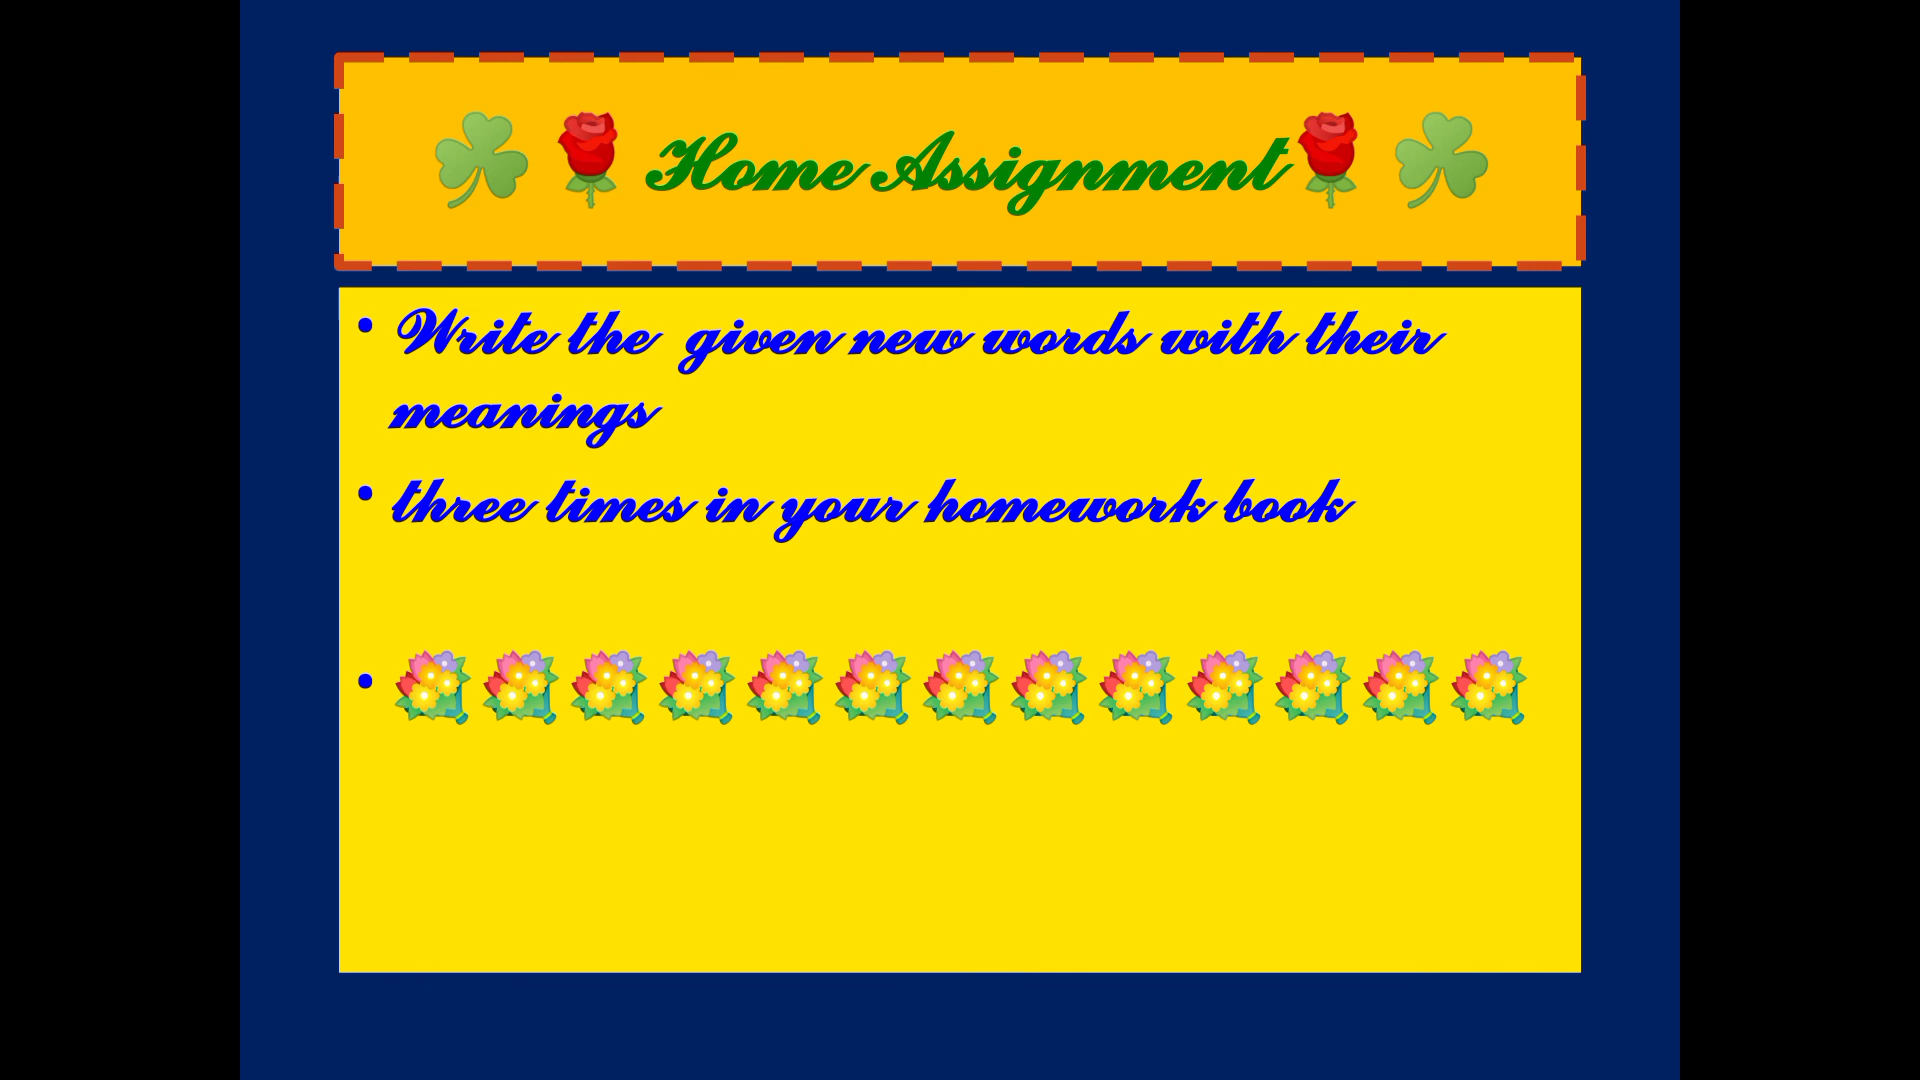 ☘🌹 Home Assignment🌹☘
• Write the given new words with their
meanings
• three times in your homework book
• 💐💐💐💐💐💐💐💐💐💐💐💐💐